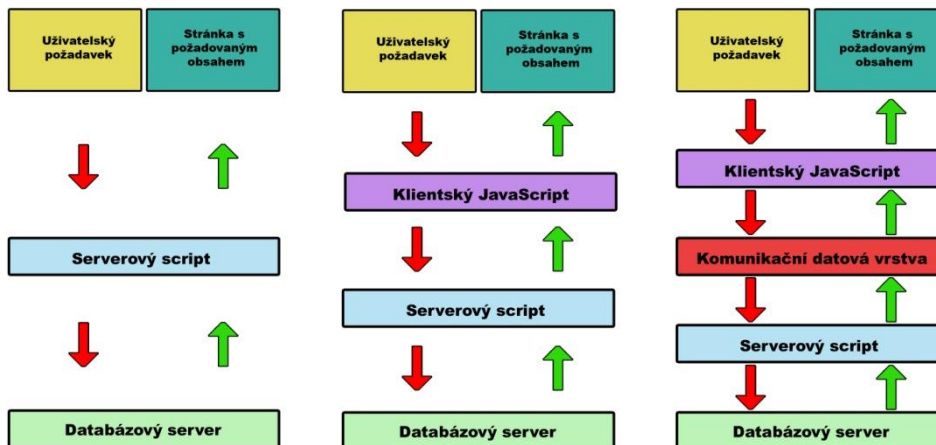 Uživatelský
požadavek
Stránka s
požadovaným
obsahem
Serverový script
Databázový server
Uživatelský
požadavek
Stránka s
požadovaným
obsahem
Klientský JavaScript
Serverový script
Databázový server
Uživatelský
požadavek
Stránka s
požadovaným
obsahem
Klientský JavaScript
Komunikační datová vrstva
Serverový script
Databázový server